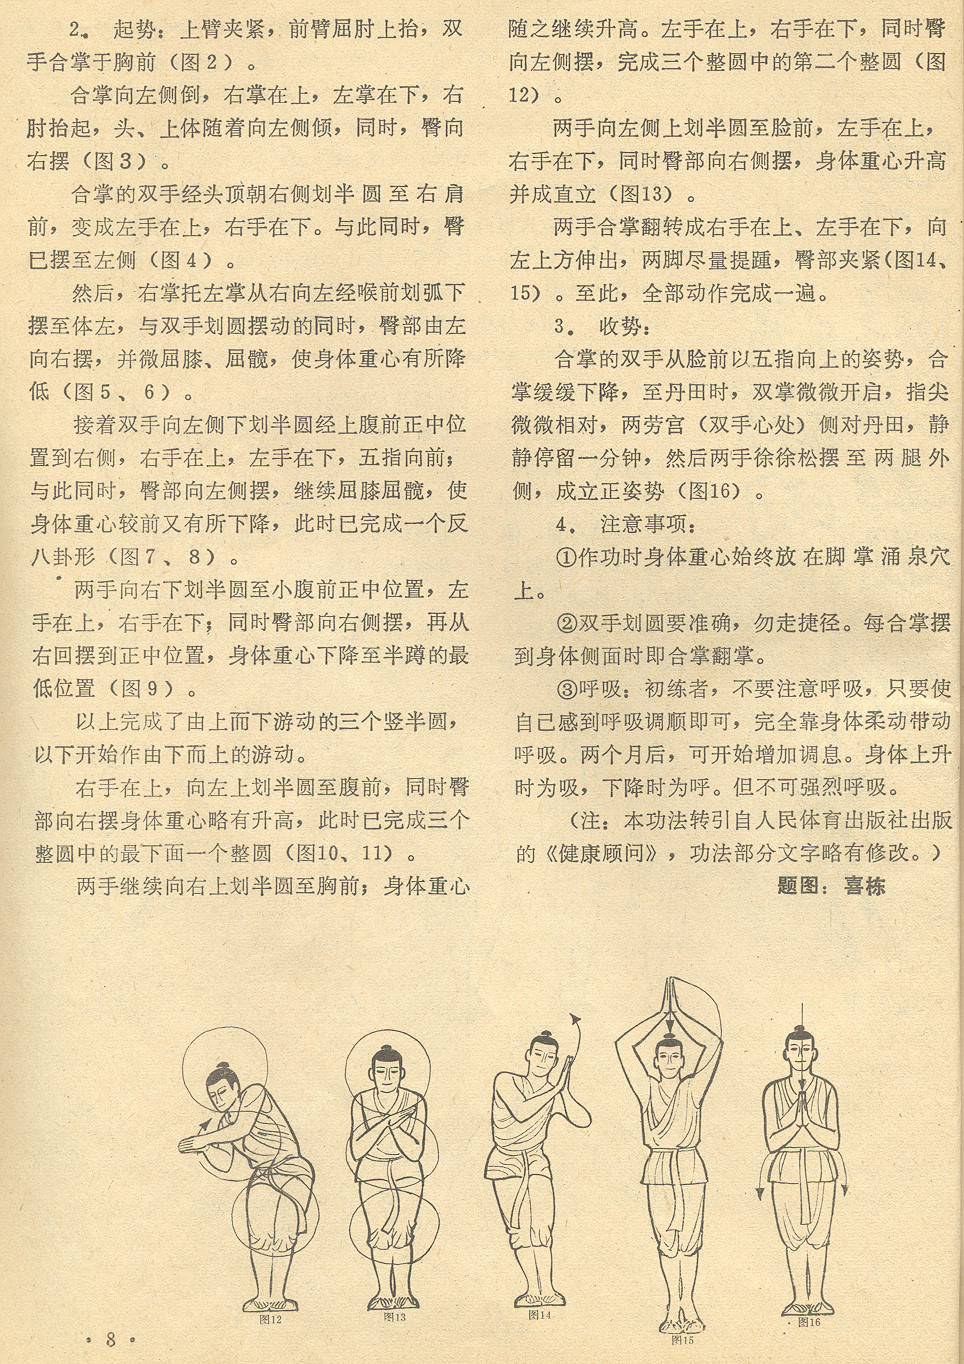 2。 起势：上臂夹紧，前臂屈肘上抬，双
手合掌于胸前（图2）。
合掌向左侧倒，右掌在上，左掌在下，右
肘抬起，头、上体随着向左侧倾，同时，臀向
右摆（图3）。
合掌的双手经头顶朝右侧划半圆至右肩
前，变成左手在上，右手在下。与此同时，臀
已摆至左侧（图4）。
然后，右掌托左掌从右向左经喉前划弧下
摆至体左，与双手划圆摆动的同时，臀部由左
向右摆，并微屈膝、屈髋，使身体重心有所降
低（图5、6）。
接着双手向左侧下划半圆经上腹前正中位
置到右侧，右手在上，左手在下，五指向前；
与此同时，臀部向左侧摆，继续屈膝屈髋，使
身体重心较前又有所下降，此时已完成一个反
八卦形（图7、8）。
两手向右下划半圆至小腹前正中位置，左
手在上，右手在下；同时臀部向右侧摆，再从
右回摆到正中位置，身体重心下降至半蹲的最
低位置（图9）。
以上完成了由上而下游动的三个竖半圆，
以下开始作由下而上的游动。
右手在上，向左上划半圆至腹前，同时臀
部向右摆身体重心略有升高，此时已完成三个
整圆中的最下面一个整圆（图10、11）。
两手继续向右上划半圆至胸前；身体重心
随之继续升高。左手在上，右手在下，同时臀
向左侧摆，完成三个整圆中的第二个整圆（图
12）。
两手向左侧上划半圆至脸前，左手在上，
右手在下，同时臀部向右侧摆，身体重心升高
并成直立（图13）。
两手合掌翻转成右手在上、左手在下，向
左上方伸出，两脚尽量提踵，臀部夹紧（图14、
15）。至此，全部动作完成一遍。
3。 收势：
合掌的双手从脸前以五指向上的姿势，合
掌缓缓下降，至丹田时，双掌微微开启，指尖
微微相对，两劳宫（双手心处）侧对丹田，静
静停留一分钟，然后两手徐徐松摆至两腿外
侧，成立正姿势（图16）。
4。 注意事项：
①作功时身体重心始终放在脚掌涌泉穴
上。
②双手划圆要准确，勿走捷径。每合掌摆
到身体侧面时即合掌翻掌。
③呼吸：初练者，不要注意呼吸，只要使
自己感到呼吸调顺即可，完全靠身体柔动带动
呼吸。两个月后，可开始增加调息。身体上升
时为吸，下降时为呼。但不可强烈呼吸。
（注：本功法转引自人民体育出版社出版
的《健康顾问》，功法部分文字略有修改。）
题图：喜栋
图12
图13
图14
图15
图16
·8·